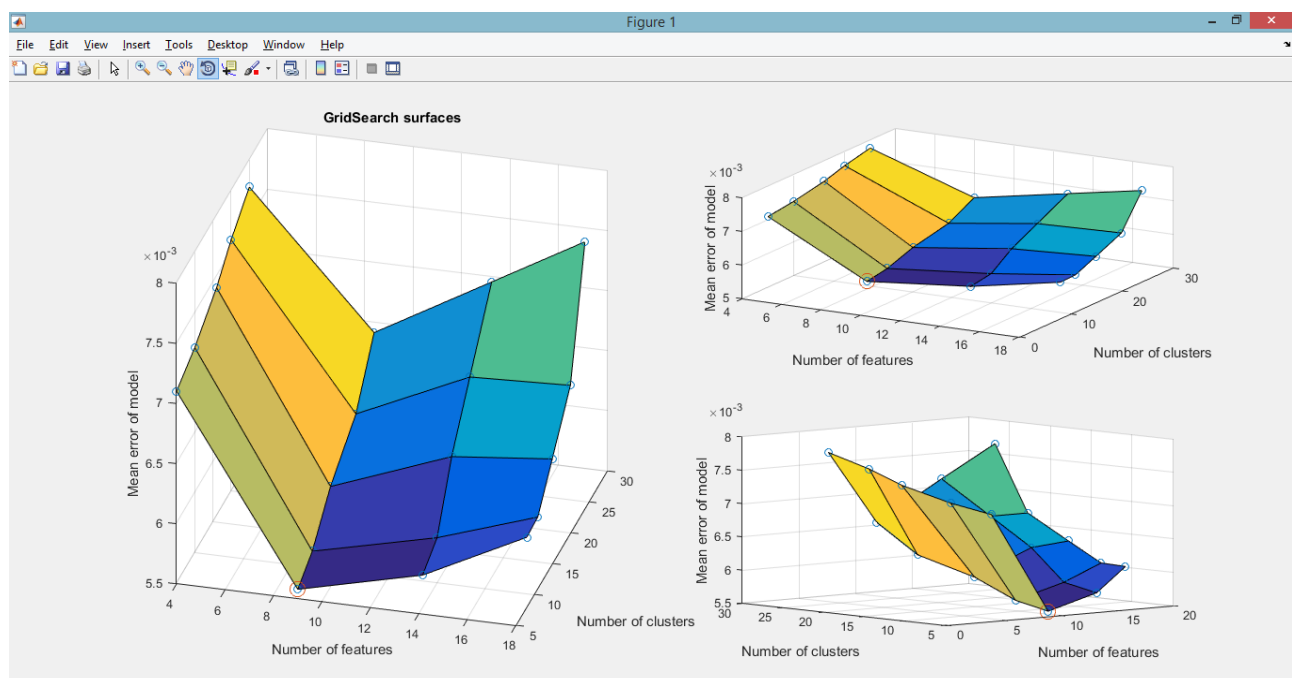 Figure 1
File Edit View Insert Tools Desktop Window Help
GridSearch surfaces
×10^-3
8
7.5
7
6.5
6
5.5
Mean error of model
4 6 8 10 12 14 16 18
Number of features
5 10 15 20 25 30
Number of clusters
×10^-3
8
7
6
5
Mean error of model
4 6 8 10 12 14 16 18
Number of features
0 10 20 30
Number of clusters
×10^-3
8
7.5
7
6.5
6
5.5
Mean error of model
30 25 20 15 10 5
Number of clusters
0 5 10 15 20
Number of features